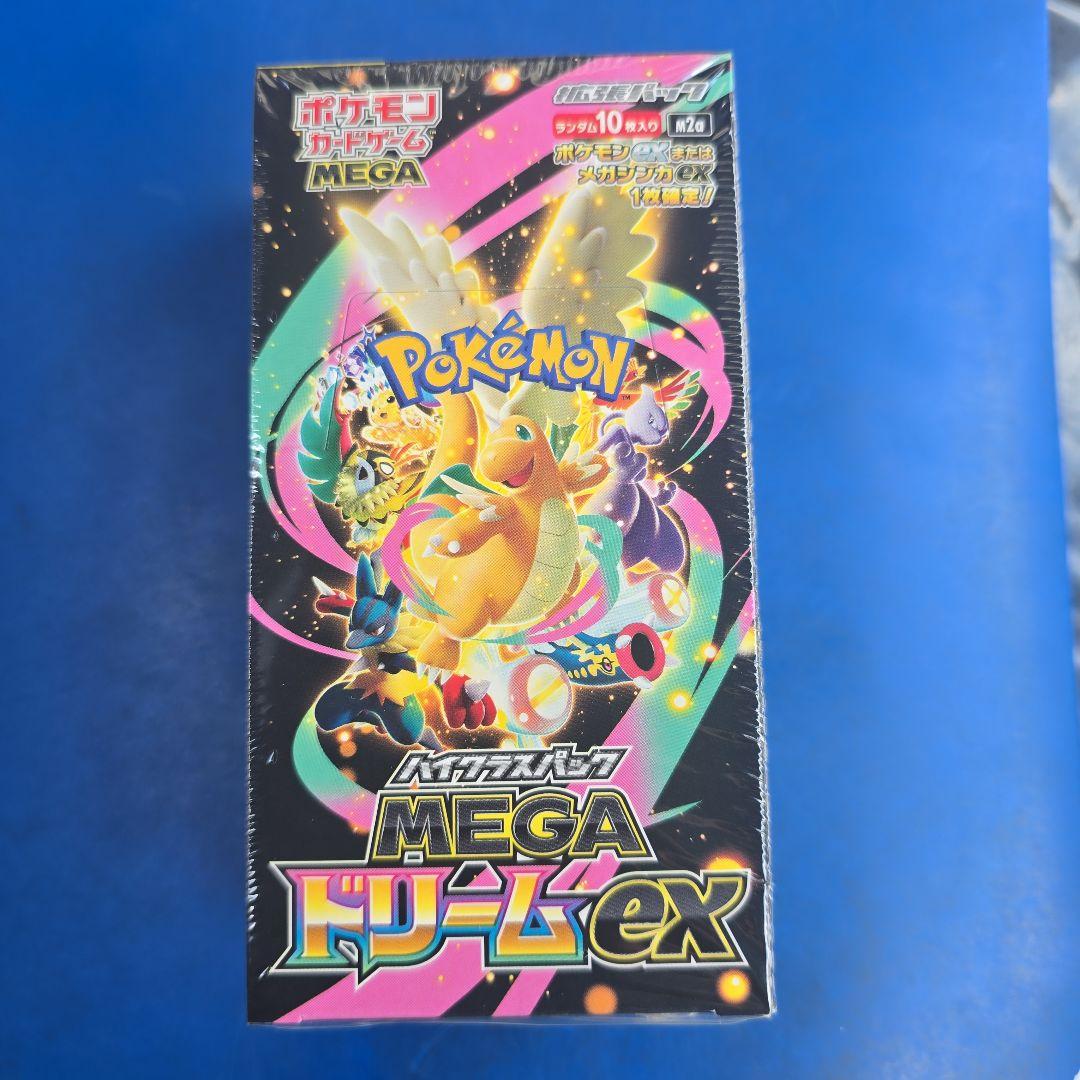 ポケモン
カードゲーム
MEGA
拡張パック
ランダム10枚入り M2a
ポケモンexまたは
メガシンカex
1枚確定!
POKéMON
TM
ハイクラスパック
MEGA
ドリームex